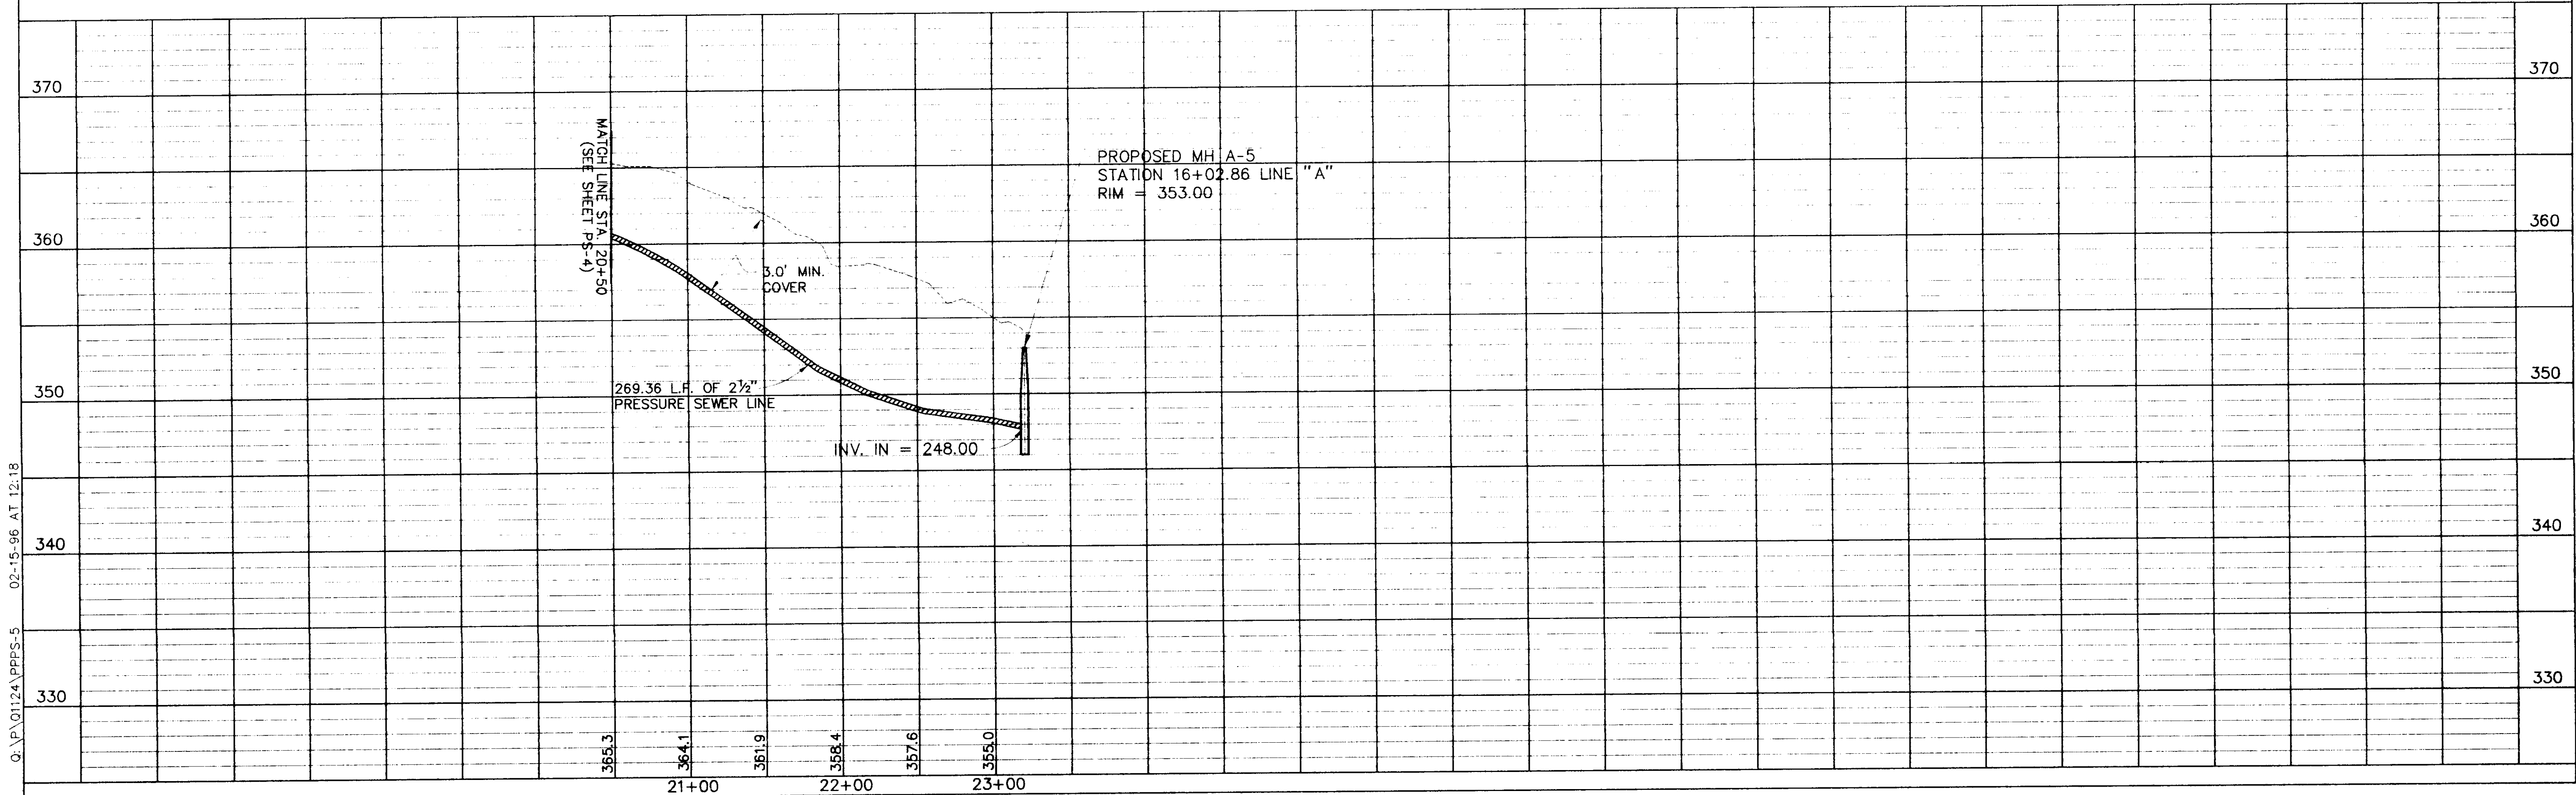 370
370
MATCH LINE STA. 20+50
(SEE SHEET PS-4)
PROPOSED MH A-5
STATION 16+02.86 LINE "A"
RIM = 353.00
360
360
3.0' MIN.
COVER
350
350
269.36 L.F. OF 2½"
PRESSURE SEWER LINE
INV. IN = 248.00
340
340
330
330
365.3
364.1
361.9
358.4
357.6
355.0
21+00
22+00
23+00
Q:\P\Q1124\PPPS-5 02-15-96 AT 12:18